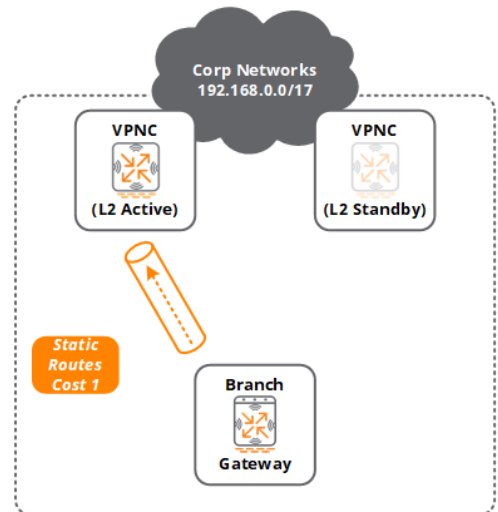 Corp Networks
192.168.0.0/17
VPNC
(L2 Active)
VPNC
(L2 Standby)
Static
Routes
Cost 1
Branch
Gateway